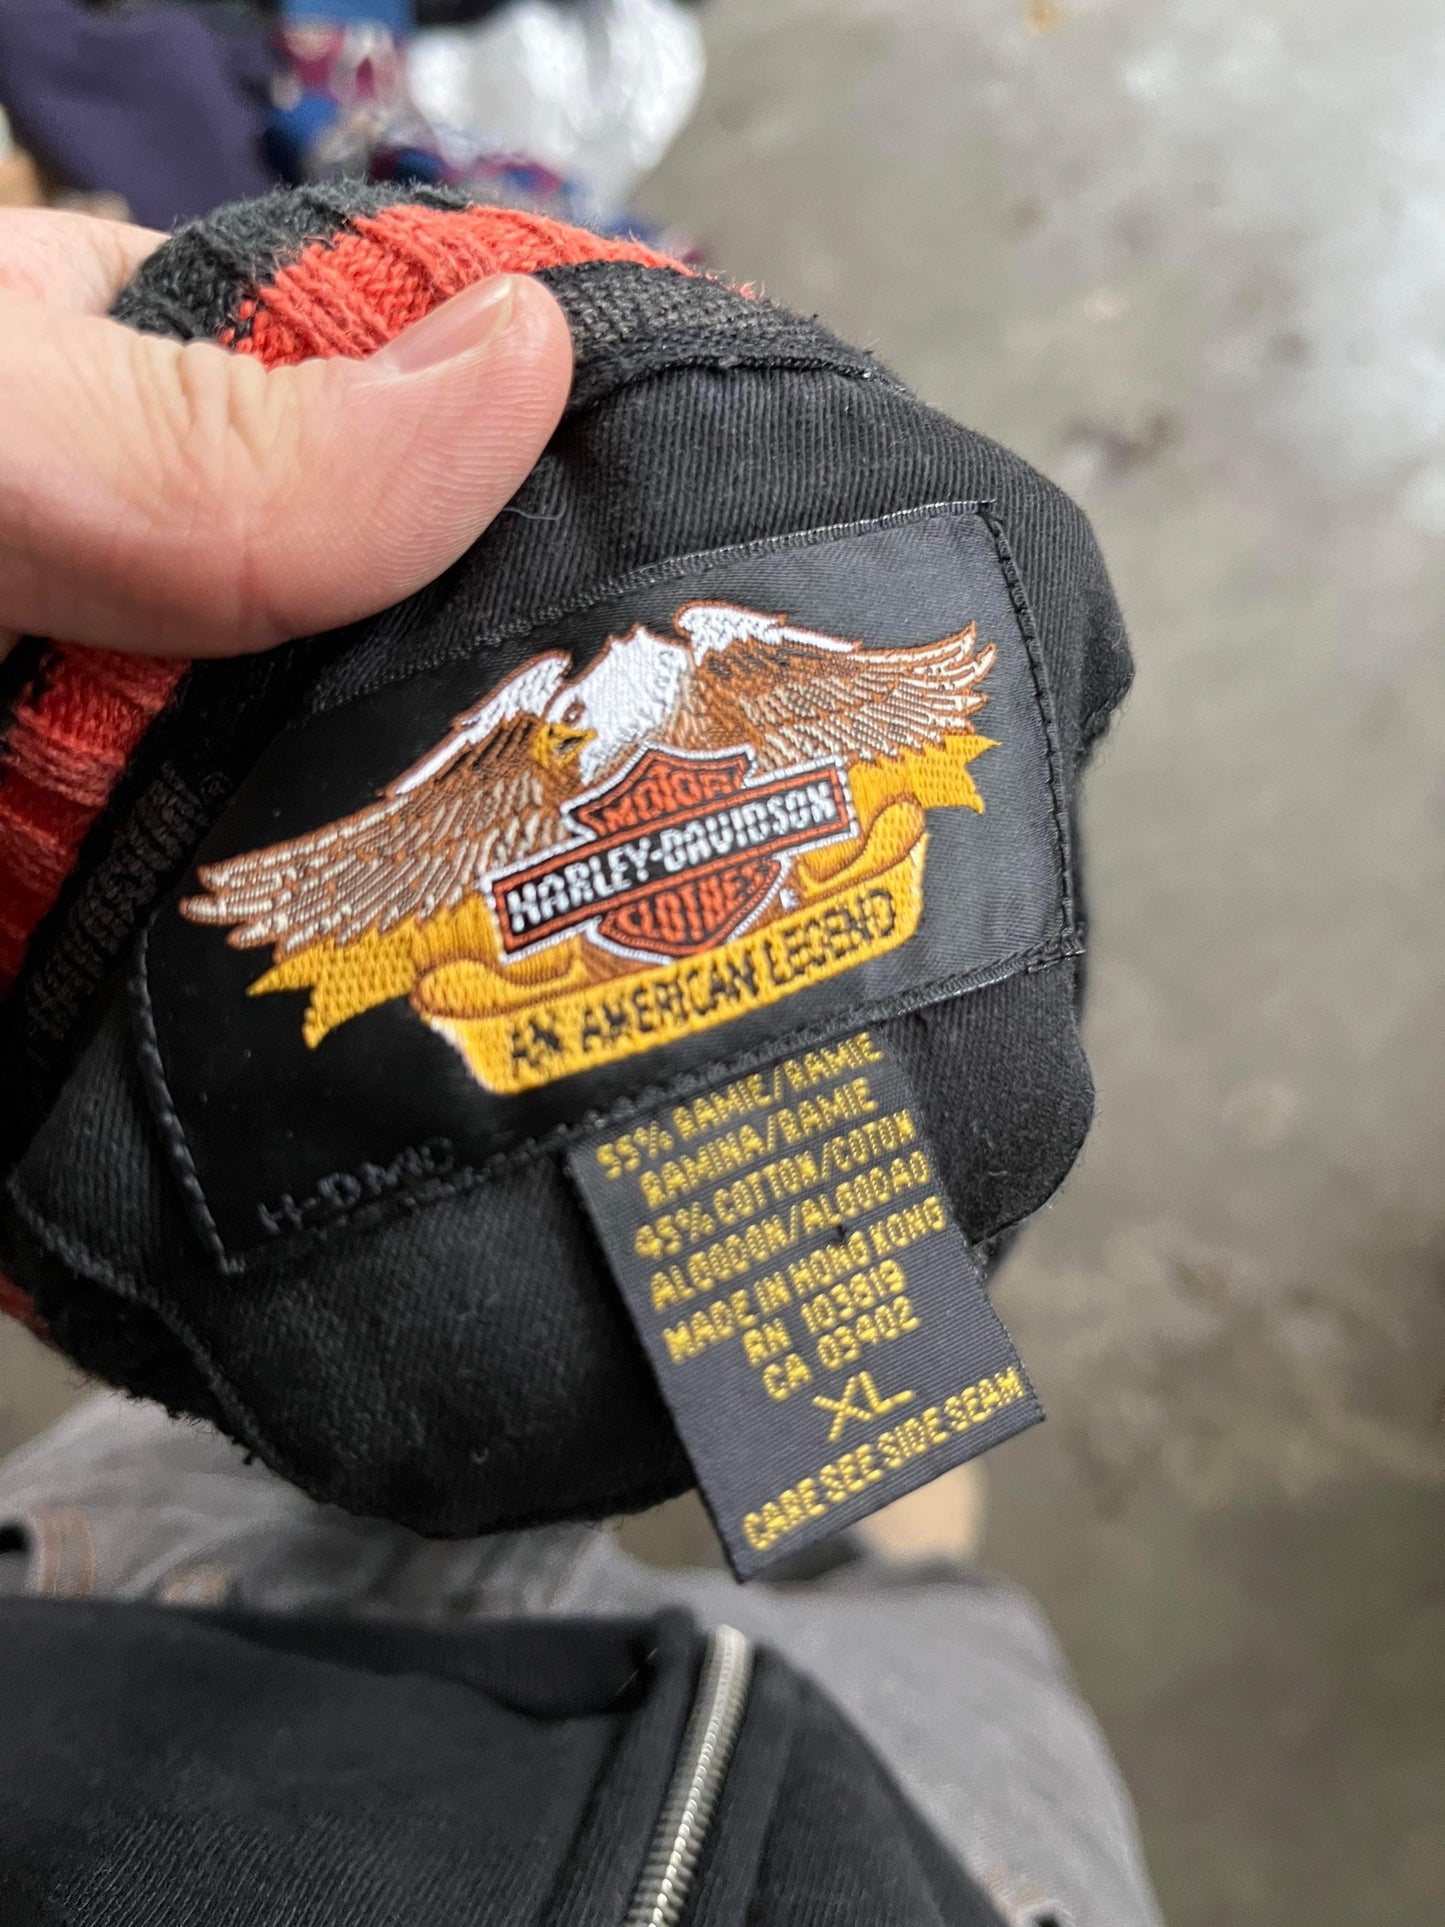 MOTOR
HARLEY-DAVIDSON
CLOTHES
AN AMERICAN LEGEND
H-DMC
55% RAMIE/RAMIE
RAMINA/RAMIE
45% COTTON/COTON
ALGODON/ALGODAO
MADE IN HONG KONG
RN 103819
CA 03402
XL
CARE SEE SIDE SEAM